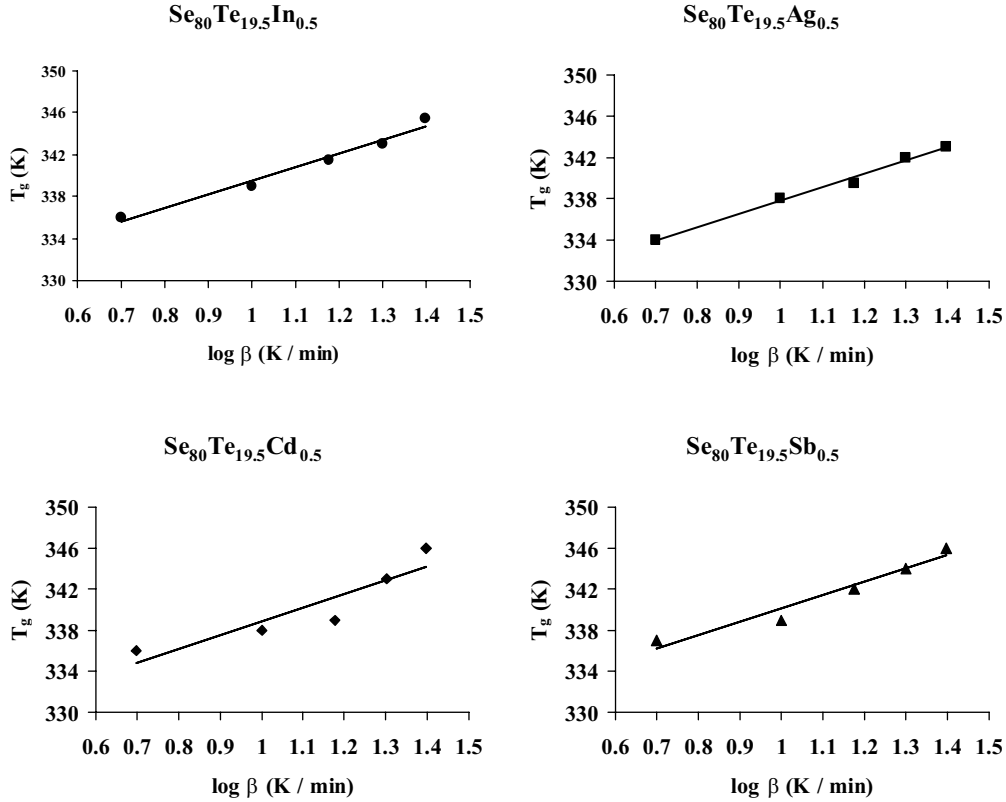 Se80Te19.5In0.5
350
346
342
338
334
330
Tg (K)
0.6 0.7 0.8 0.9 1 1.1 1.2 1.3 1.4 1.5
log β (K / min)
Se80Te19.5Ag0.5
350
346
342
338
334
330
Tg (K)
0.6 0.7 0.8 0.9 1 1.1 1.2 1.3 1.4 1.5
log β (K / min)
Se80Te19.5Cd0.5
350
346
342
338
334
330
Tg (K)
0.6 0.7 0.8 0.9 1 1.1 1.2 1.3 1.4 1.5
log β (K / min)
Se80Te19.5Sb0.5
350
346
342
338
334
330
Tg (K)
0.6 0.7 0.8 0.9 1 1.1 1.2 1.3 1.4 1.5
log β (K / min)